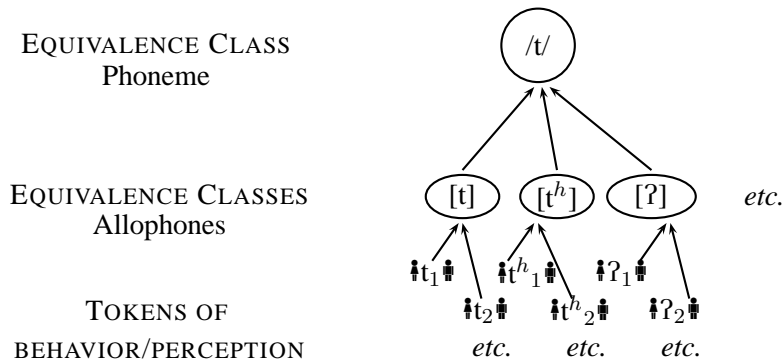 EQUIVALENCE CLASS
Phoneme
/t/
EQUIVALENCE CLASSES
Allophones
[t] [tʰ] [ʔ] etc.
t₁ tʰ₁ ʔ₁
TOKENS OF
t₂ tʰ₂ ʔ₂
BEHAVIOR/PERCEPTION
etc. etc. etc.